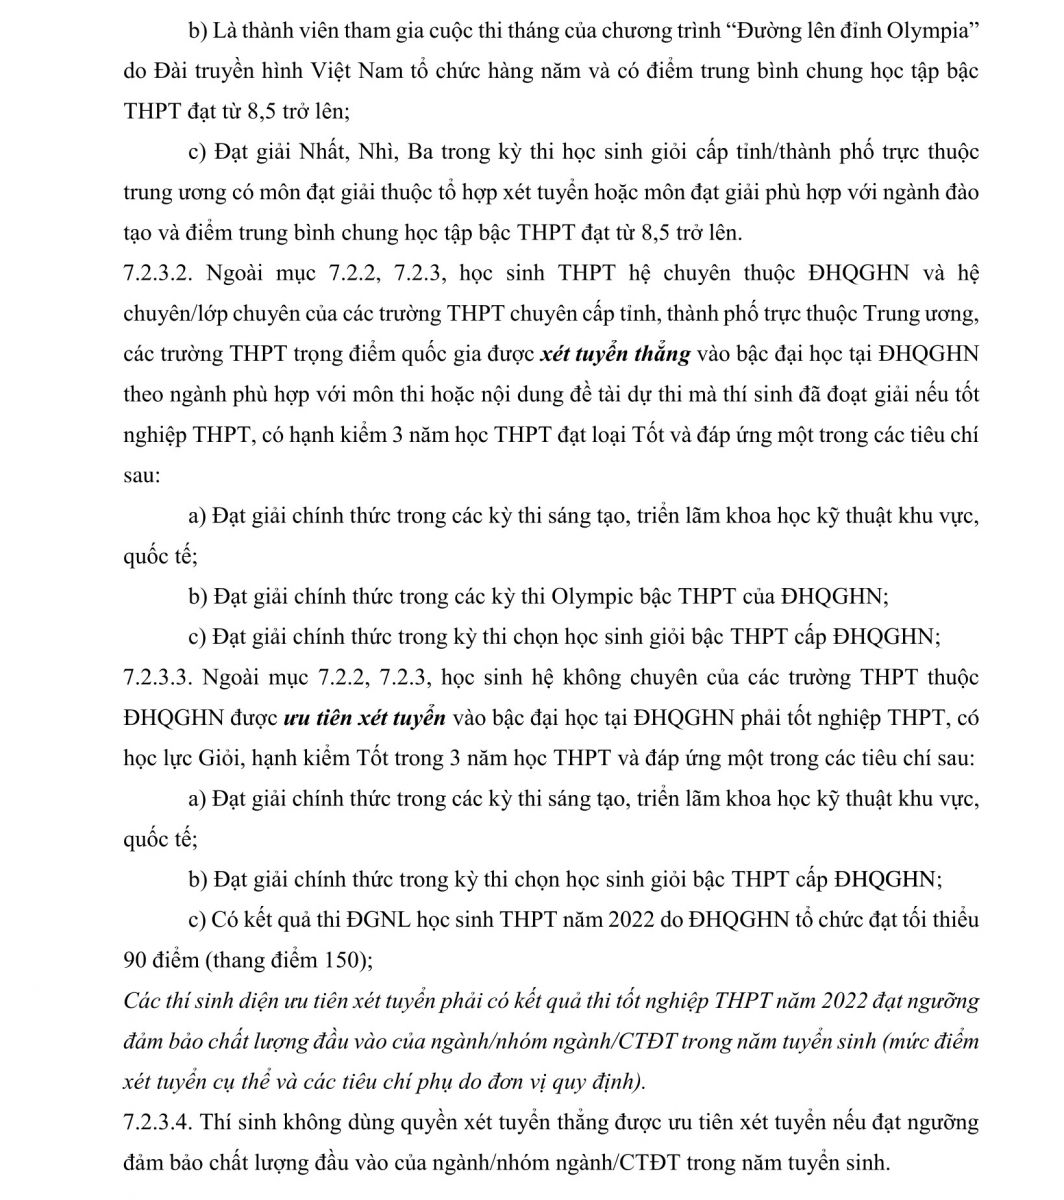 b) Là thành viên tham gia cuộc thi tháng của chương trình “Đường lên đỉnh Olympia”
do Đài truyền hình Việt Nam tổ chức hàng năm và có điểm trung bình chung học tập bậc
THPT đạt từ 8,5 trở lên;
c) Đạt giải Nhất, Nhì, Ba trong kỳ thi học sinh giỏi cấp tỉnh/thành phố trực thuộc
trung ương có môn đạt giải thuộc tổ hợp xét tuyển hoặc môn đạt giải phù hợp với ngành đào
tạo và điểm trung bình chung học tập bậc THPT đạt từ 8,5 trở lên.
7.2.3.2. Ngoài mục 7.2.2, 7.2.3, học sinh THPT hệ chuyên thuộc ĐHQGHN và hệ
chuyên/lớp chuyên của các trường THPT chuyên cấp tỉnh, thành phố trực thuộc Trung ương,
các trường THPT trọng điểm quốc gia được xét tuyển thẳng vào bậc đại học tại ĐHQGHN
theo ngành phù hợp với môn thi hoặc nội dung đề tài dự thi mà thí sinh đã đoạt giải nếu tốt
nghiệp THPT, có hạnh kiểm 3 năm học THPT đạt loại Tốt và đáp ứng một trong các tiêu chí
sau:
a) Đạt giải chính thức trong các kỳ thi sáng tạo, triển lãm khoa học kỹ thuật khu vực,
quốc tế;
b) Đạt giải chính thức trong các kỳ thi Olympic bậc THPT của ĐHQGHN;
c) Đạt giải chính thức trong kỳ thi chọn học sinh giỏi bậc THPT cấp ĐHQGHN;
7.2.3.3. Ngoài mục 7.2.2, 7.2.3, học sinh hệ không chuyên của các trường THPT thuộc
ĐHQGHN được ưu tiên xét tuyển vào bậc đại học tại ĐHQGHN phải tốt nghiệp THPT, có
học lực Giỏi, hạnh kiểm Tốt trong 3 năm học THPT và đáp ứng một trong các tiêu chí sau:
a) Đạt giải chính thức trong các kỳ thi sáng tạo, triển lãm khoa học kỹ thuật khu vực,
quốc tế;
b) Đạt giải chính thức trong kỳ thi chọn học sinh giỏi bậc THPT cấp ĐHQGHN;
c) Có kết quả thi ĐGNL học sinh THPT năm 2022 do ĐHQGHN tổ chức đạt tối thiểu
90 điểm (thang điểm 150);
Các thí sinh diện ưu tiên xét tuyển phải có kết quả thi tốt nghiệp THPT năm 2022 đạt ngưỡng
đảm bảo chất lượng đầu vào của ngành/nhóm ngành/CTĐT trong năm tuyển sinh (mức điểm
xét tuyển cụ thể và các tiêu chí phụ do đơn vị quy định).
7.2.3.4. Thí sinh không dùng quyền xét tuyển thẳng được ưu tiên xét tuyển nếu đạt ngưỡng
đảm bảo chất lượng đầu vào của ngành/nhóm ngành/CTĐT trong năm tuyển sinh.